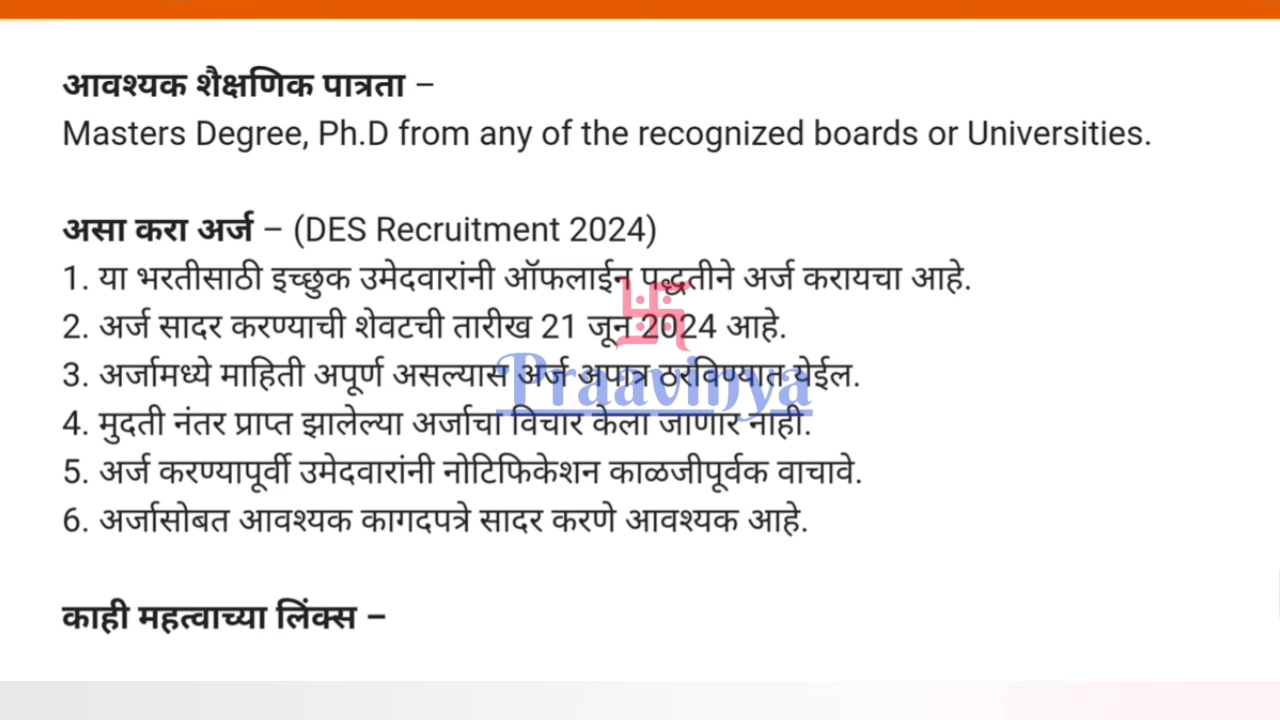 आवश्यक शैक्षणिक पात्रता –
Masters Degree, Ph.D from any of the recognized boards or Universities.
असा करा अर्ज – (DES Recruitment 2024)
1. या भरतीसाठी इच्छुक उमेदवारांनी ऑफलाईन पद्धतीने अर्ज करायचा आहे.
2. अर्ज सादर करण्याची शेवटची तारीख 21 जून 2024 आहे.
3. अर्जामध्ये माहिती अपूर्ण असल्यास अर्ज अपात्र ठरविण्यात येईल.
Praavinya
4. मुदती नंतर प्राप्त झालेल्या अर्जाचा विचार केला जाणार नाही.
5. अर्ज करण्यापूर्वी उमेदवारांनी नोटिफिकेशन काळजीपूर्वक वाचावे.
6. अर्जासोबत आवश्यक कागदपत्रे सादर करणे आवश्यक आहे.
काही महत्वाच्या लिंक्स –